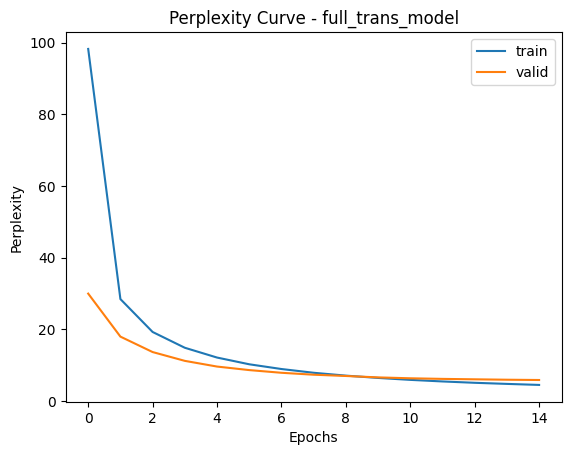 Perplexity Curve - full_trans_model
train
valid
100
80
60
40
20
0
Perplexity
0 2 4 6 8 10 12 14
Epochs